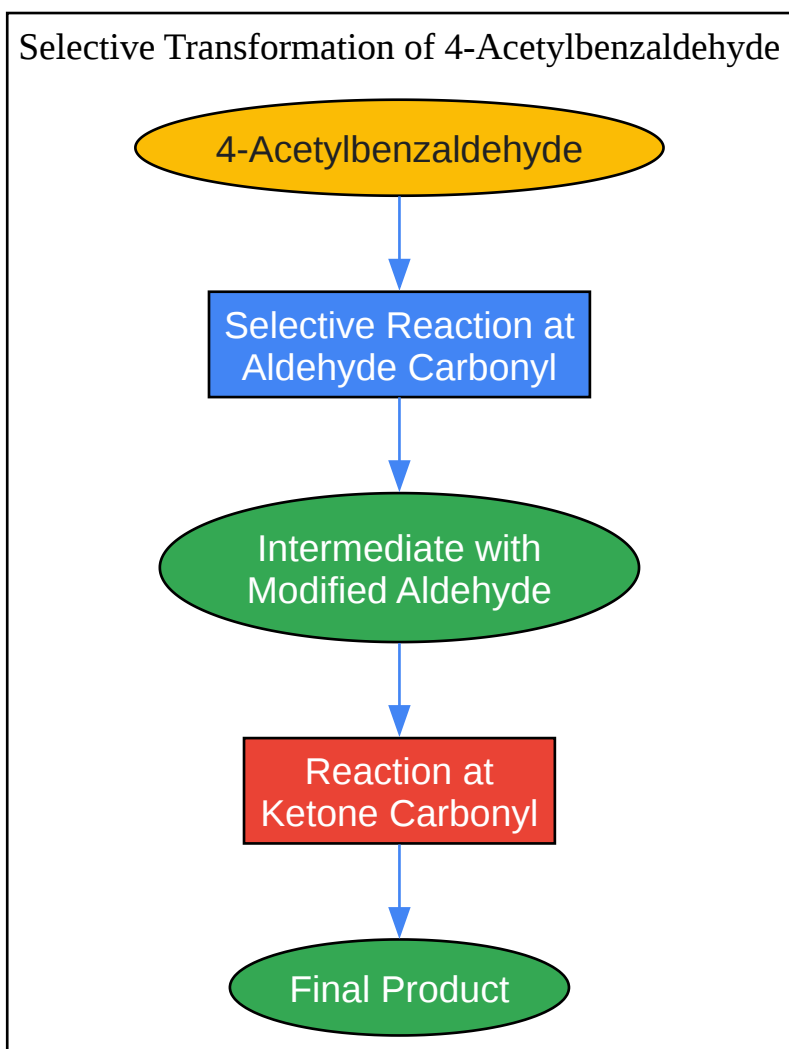 Selective Transformation of 4-Acetylbenzaldehyde
4-Acetylbenzaldehyde
Selective Reaction at
Aldehyde Carbonyl
Intermediate with
Modified Aldehyde
Reaction at
Ketone Carbonyl
Final Product